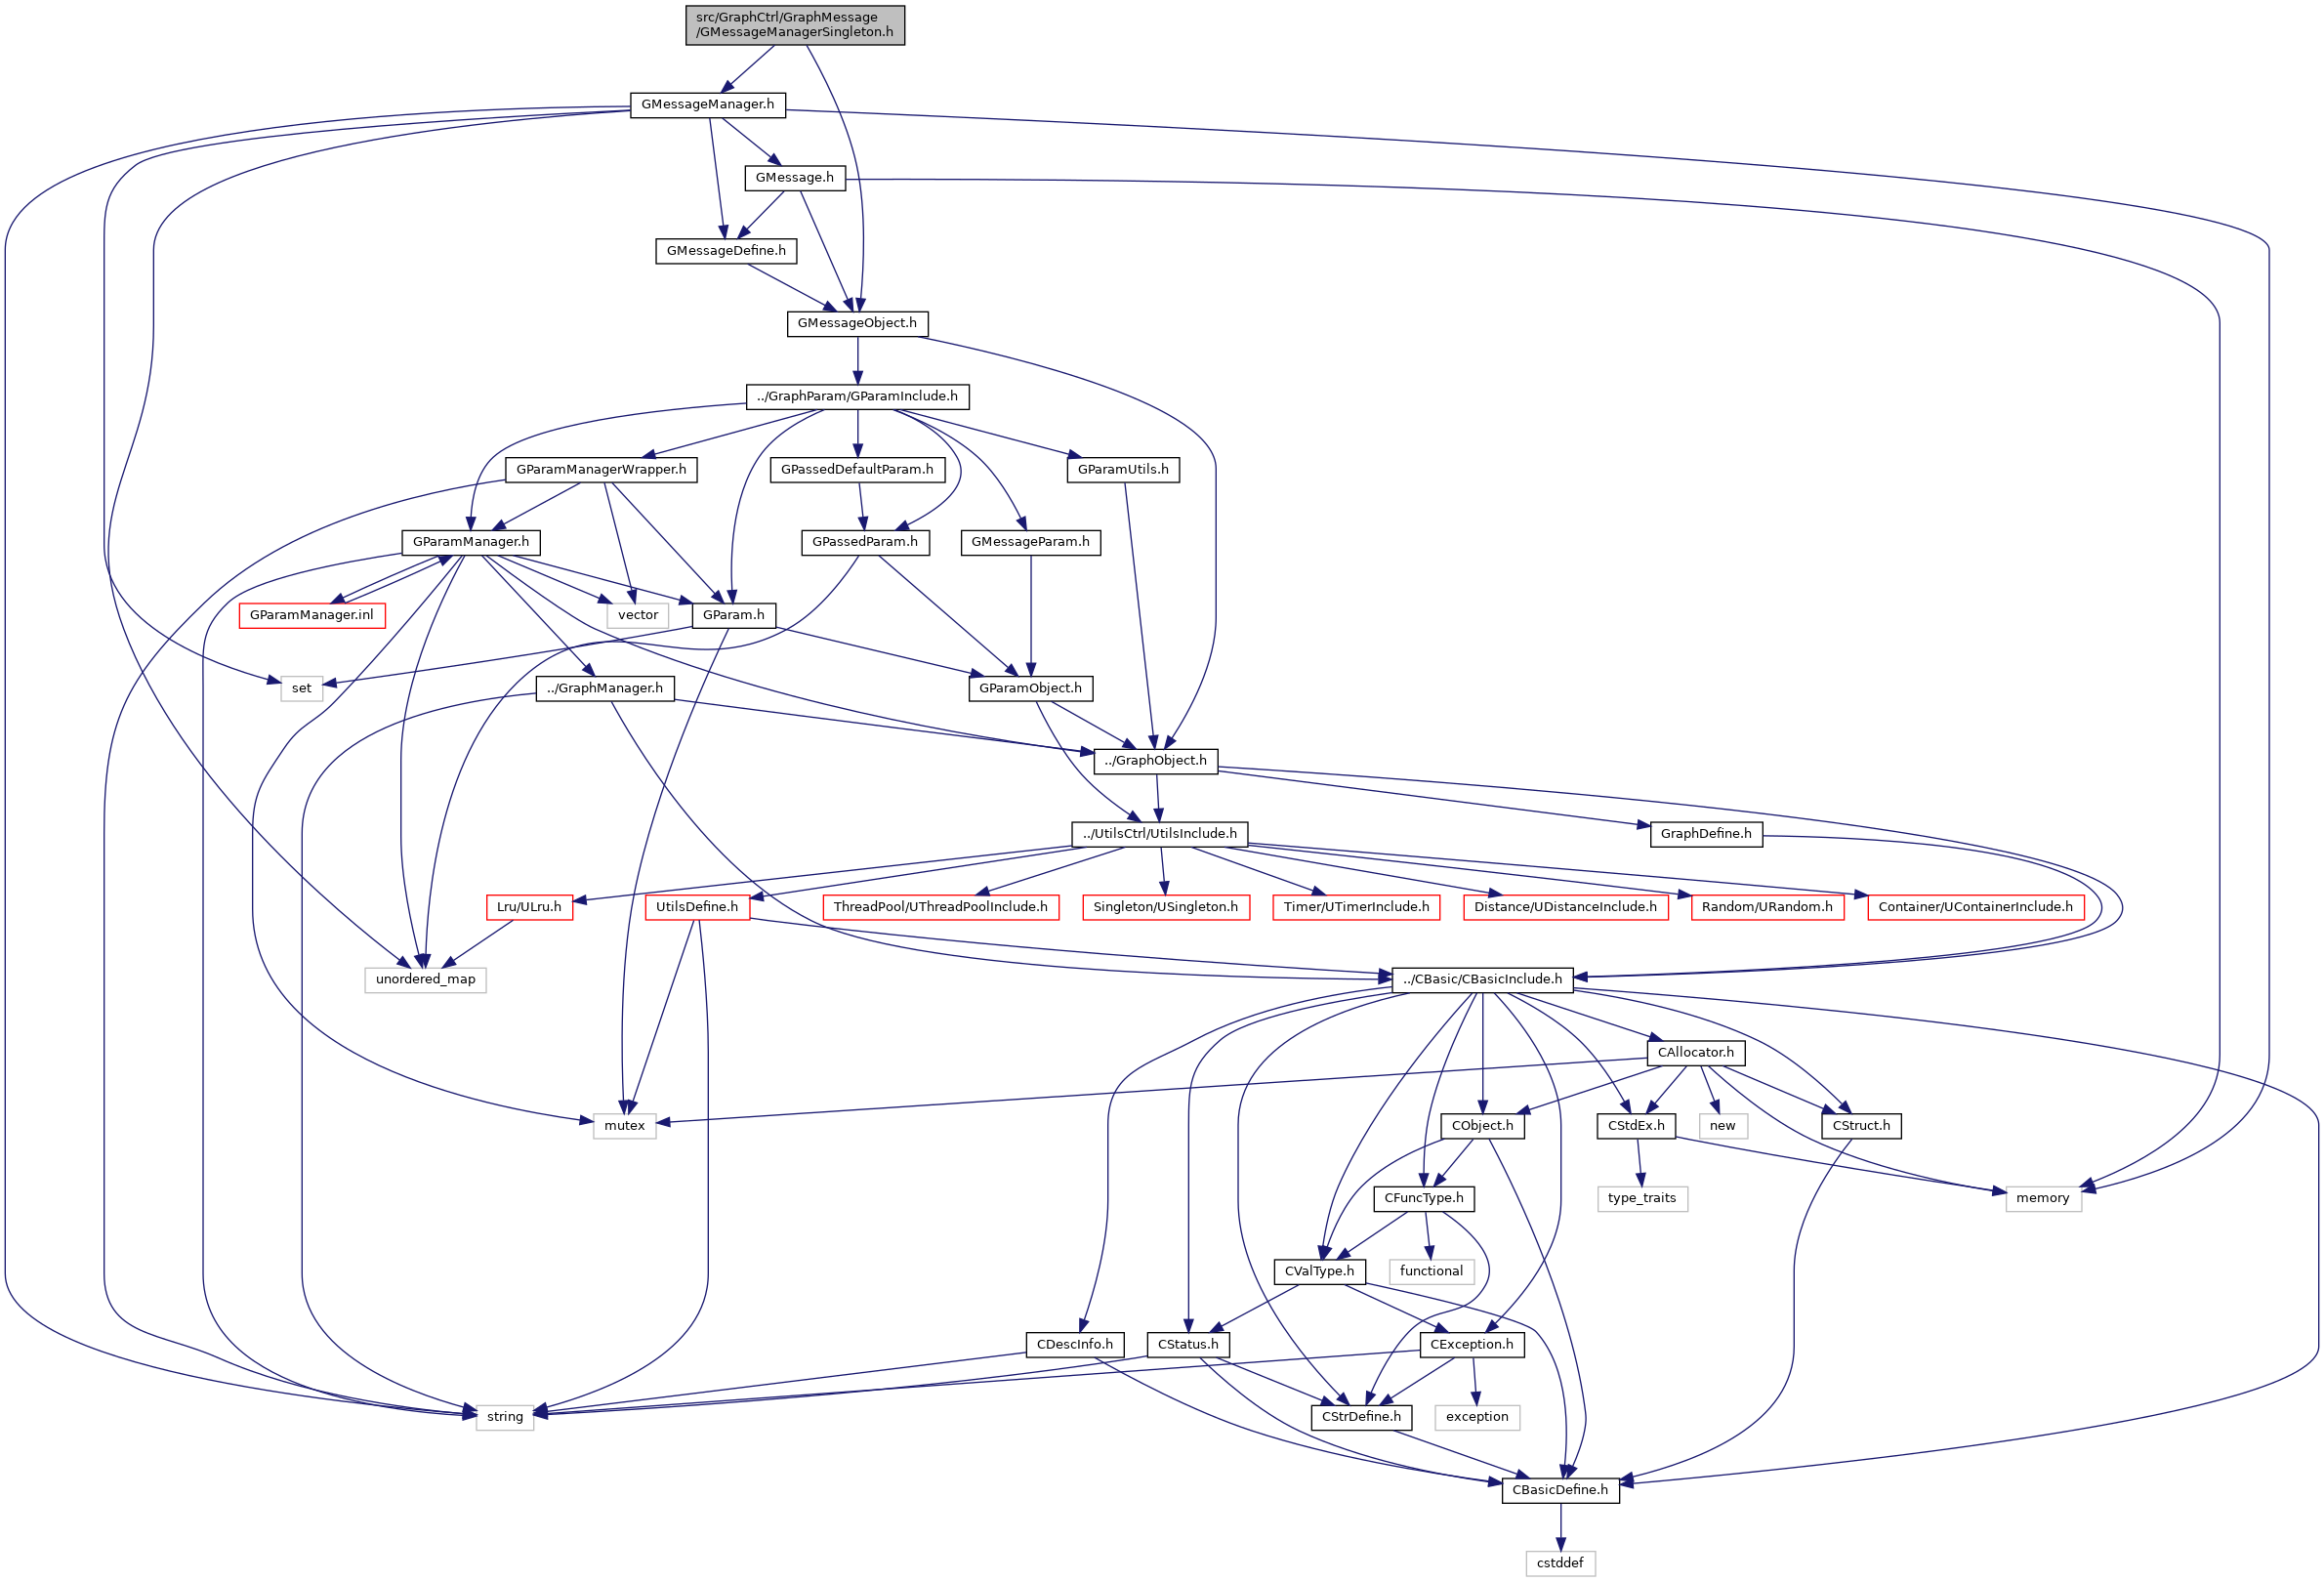 src/GraphCtrl/GraphMessage
/GMessageManagerSingleton.h
GMessageManager.h
GMessage.h
GMessageDefine.h
GMessageObject.h
../GraphParam/GParamInclude.h
GParamManagerWrapper.h
GPassedDefaultParam.h
GParamUtils.h
GParamManager.h
GPassedParam.h
GMessageParam.h
GParamManager.inl
vector
GParam.h
set
../GraphManager.h
GParamObject.h
../GraphObject.h
../UtilsCtrl/UtilsInclude.h
GraphDefine.h
Lru/ULru.h
UtilsDefine.h
ThreadPool/UThreadPoolInclude.h
Singleton/USingleton.h
Timer/UTimerInclude.h
Distance/UDistanceInclude.h
Random/URandom.h
Container/UContainerInclude.h
unordered_map
../CBasic/CBasicInclude.h
CAllocator.h
mutex
CObject.h
CStdEx.h
new
CStruct.h
CFuncType.h
type_traits
memory
CValType.h
functional
CDescInfo.h
CStatus.h
CException.h
string
CStrDefine.h
exception
CBasicDefine.h
cstddef